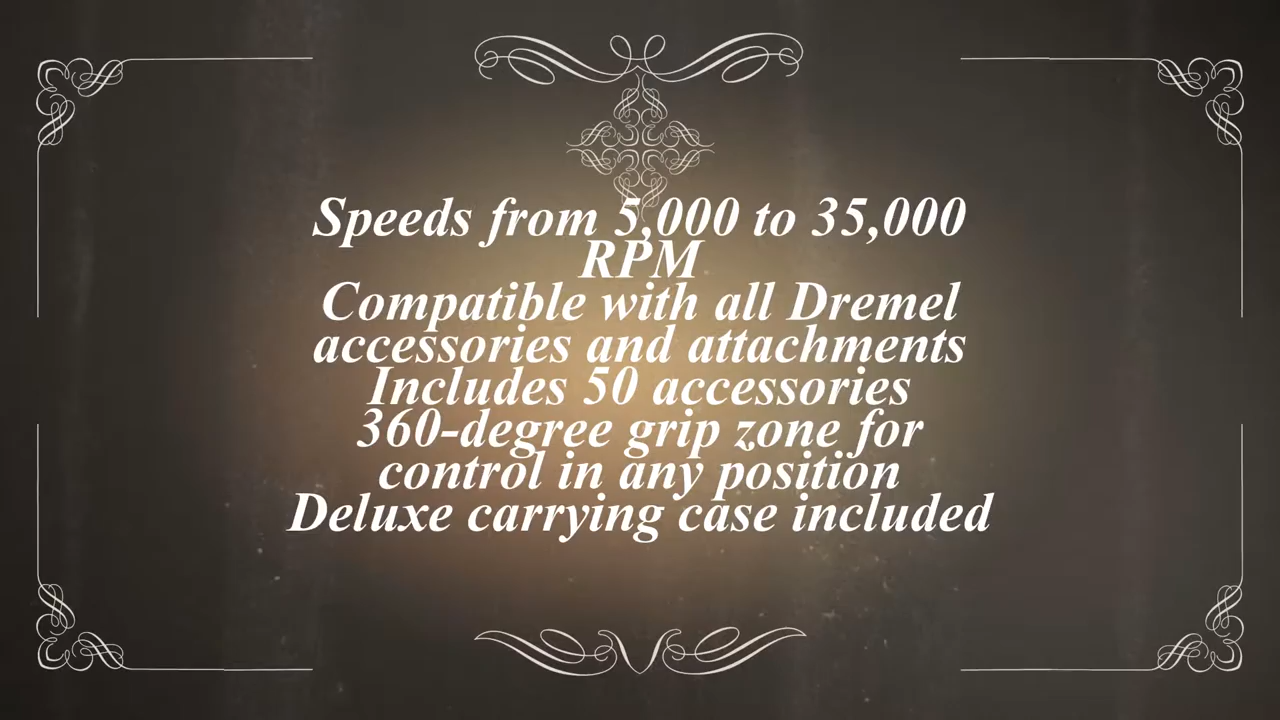 Speeds from 5,000 to 35,000
RPM
Compatible with all Dremel
accessories and attachments
Includes 50 accessories
360-degree grip zone for
control in any position
Deluxe carrying case included